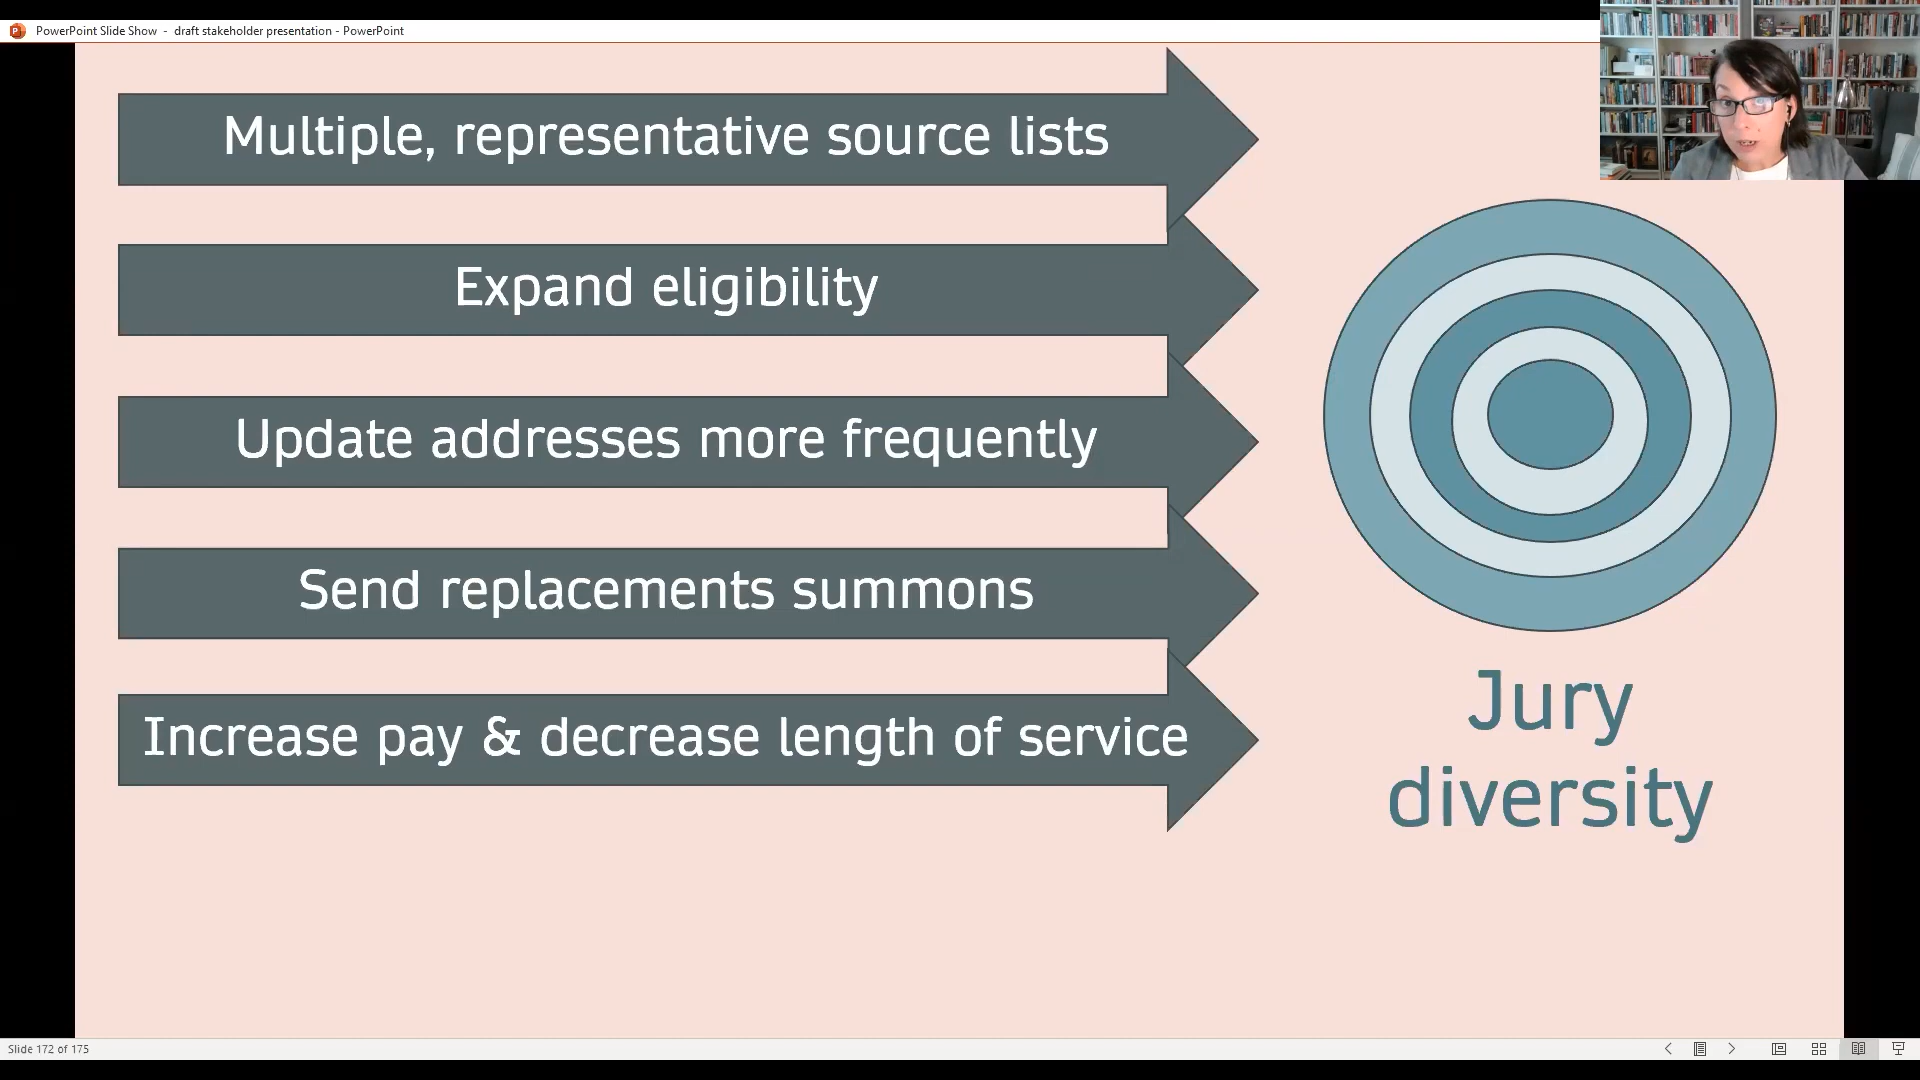 PowerPoint Slide Show - draft stakeholder presentation - PowerPoint
Multiple, representative source lists
Expand eligibility
Update addresses more frequently
Send replacements summons
Increase pay & decrease length of service
Jury
diversity
Slide 172 of 175